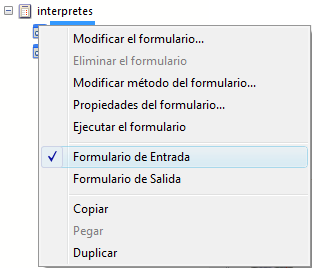 interpretes
Modificar el formulario...
Eliminar el formulario
Modificar método del formulario...
Propiedades del formulario...
Ejecutar el formulario
Formulario de Entrada
Formulario de Salida
Copiar
Pegar
Duplicar